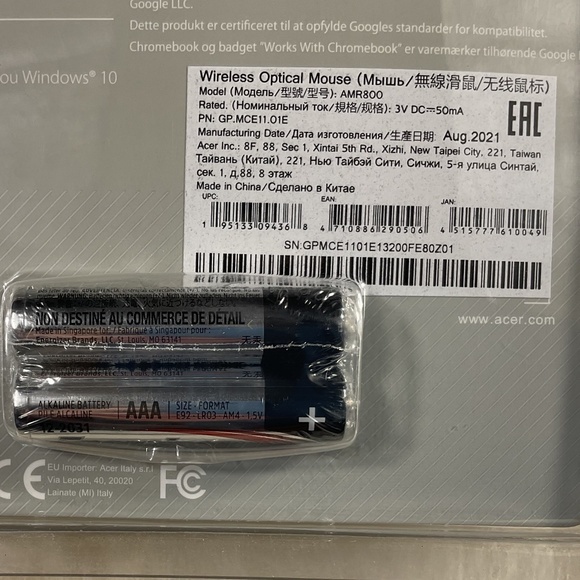 Google LLC.
Dette produkt er certificeret til at opfylde Googles standarder for
Chromebook og badget "Works With Chromebook" er varemærker tilhørende Google
ou Windows® 10
Wireless Optical Mouse (Мышь/無線滑鼠/无线鼠标)
Model (Модель/型號/型号): AMR800
Rated. (Номинальный ток/規格/规格): 3V DC⎓50mA
PN: GP.MCE11.01E
Manufacturing Date/Дата изготовения/生產日期: Aug.2021
EAC
Acer Inc.: 8F, 88, Sec 1, Xintai 5th Rd., Xizhi, New Taipei City, 221, Taiwan
Тайвань (Китай), 221, Нью Тайбэй Сити, Сичжи, 5-я улица Синтай,
сек. 1, д.88, 8 этаж
Made in China/Сделано в Китае
UPC: EAN: JAN:
1 95133 09436 8 4 710886 290506 4 515777 610049
SN:GPMCE1101E13200FE80Z01
www.acer.com
NON DESTINÉ AU COMMERCE DE DÉTAIL
Made in Singapore for: / Fabriqué à Singapour pour:
Energizer Brands, LLC, St. Louis, MO 63141
ALKALINE BATTERY
PILE ALCALINE
12-2031
AAA
SIZE · FORMAT
E92 · LR03 · AM4 · 1.5V
+
CE
EU Importer: Acer Italy s.r.l
Via Lepetit, 40, 20020
Lainate (MI) Italy
FC